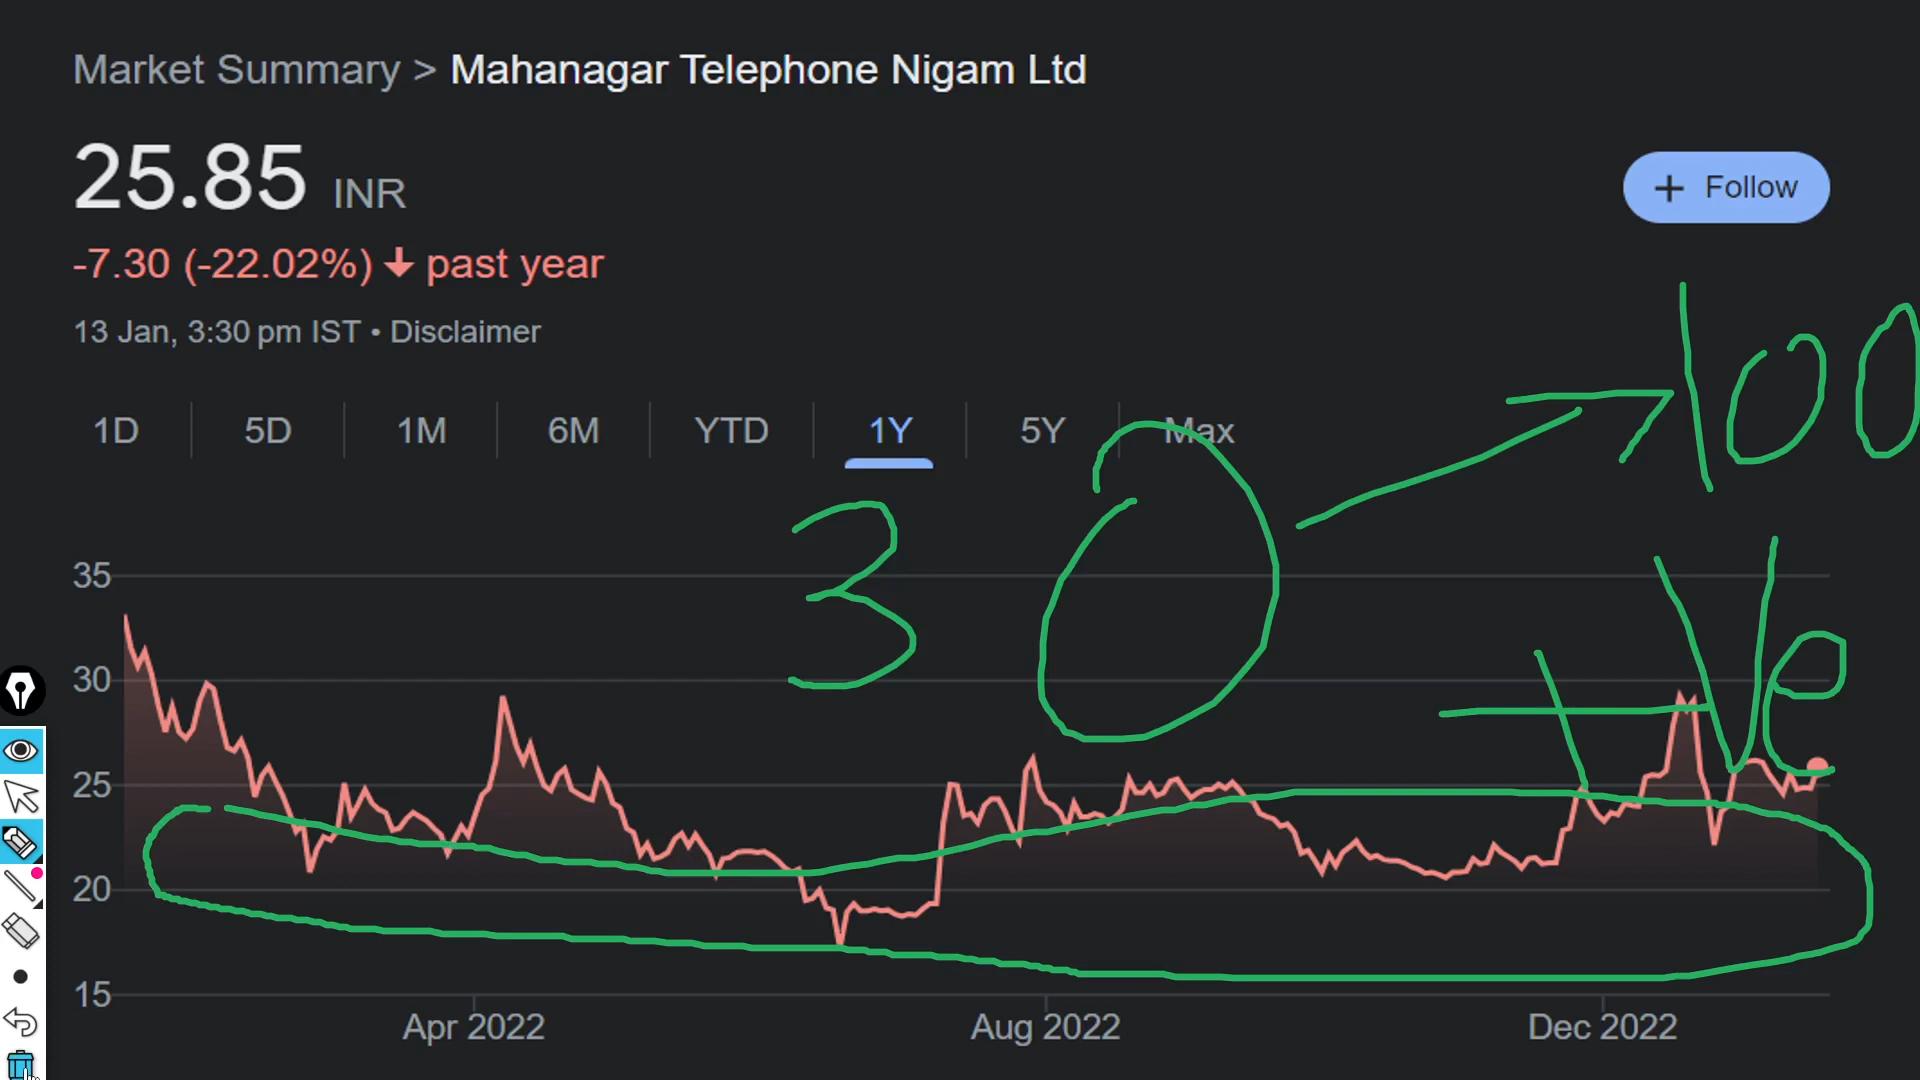 Market Summary > Mahanagar Telephone Nigam Ltd
25.85 INR
+ Follow
-7.30 (-22.02%) ↓ past year
13 Jan, 3:30 pm IST • Disclaimer
1D 5D 1M 6M YTD 1Y 5Y Max
100
30
+ve
35
30
25
20
15
Apr 2022 Aug 2022 Dec 2022